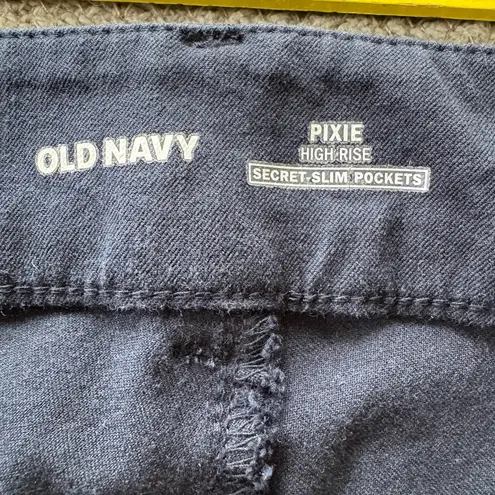 OLD NAVY
PIXIE
HIGH-RISE
SECRET-SLIM POCKETS